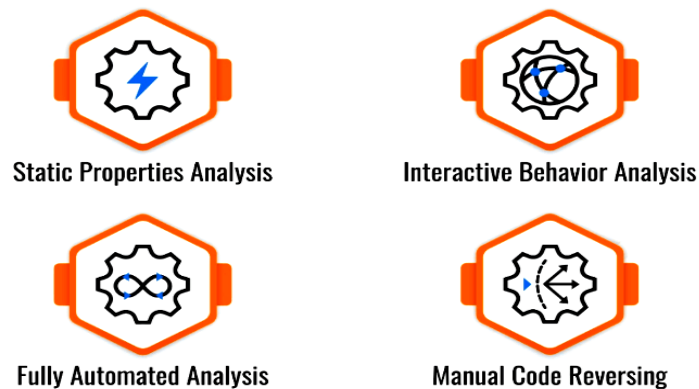 Static Properties Analysis
Interactive Behavior Analysis
Fully Automated Analysis
Manual Code Reversing